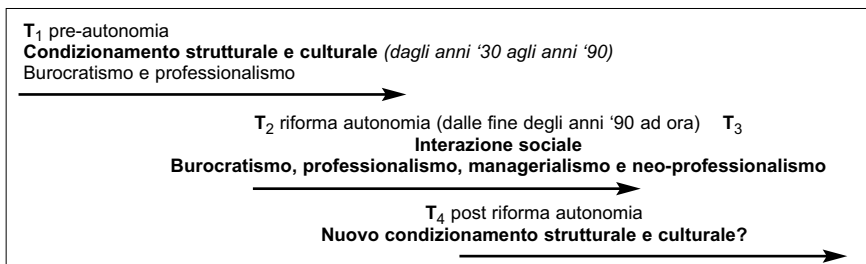 T1 pre-autonomia
Condizionamento strutturale e culturale (dagli anni ‘30 agli anni ‘90)
Burocratismo e professionalismo
T2 riforma autonomia (dalle fine degli anni ‘90 ad ora) T3
Interazione sociale
Burocratismo, professionalismo, managerialismo e neo-professionalismo
T4 post riforma autonomia
Nuovo condizionamento strutturale e culturale?